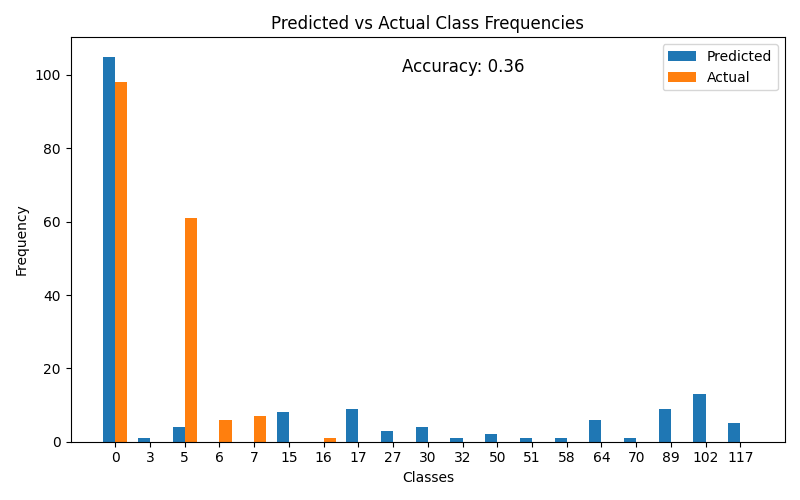 Predicted vs Actual Class Frequencies
Accuracy: 0.36
Predicted
Actual
Frequency
100
80
60
40
20
0
0 3 5 6 7 15 16 17 27 30 32 50 51 58 64 70 89 102 117
Classes